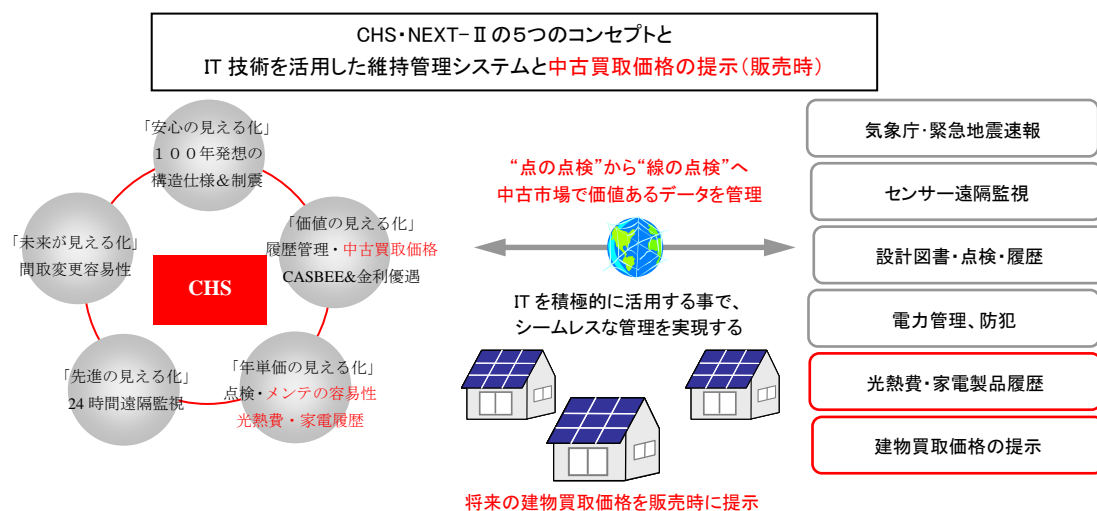 CHS・NEXT-Ⅱの5つのコンセプトと
IT 技術を活用した維持管理システムと中古買取価格の提示(販売時)
「安心の見える化」
１００年発想の
構造仕様＆制震
「未来が見える化」
間取変更容易性
「価値の見える化」
履歴管理・中古買取価格
CASBEE&金利優遇
CHS
「先進の見える化」
24 時間遠隔監視
「年単価の見える化」
点検・メンテの容易性
光熱費・家電履歴
“点の点検”から“線の点検”へ
中古市場で価値あるデータを管理
IT を積極的に活用する事で、
シームレスな管理を実現する
将来の建物買取価格を販売時に提示
気象庁・緊急地震速報
センサー遠隔監視
設計図書・点検・履歴
電力管理、防犯
光熱費・家電製品履歴
建物買取価格の提示